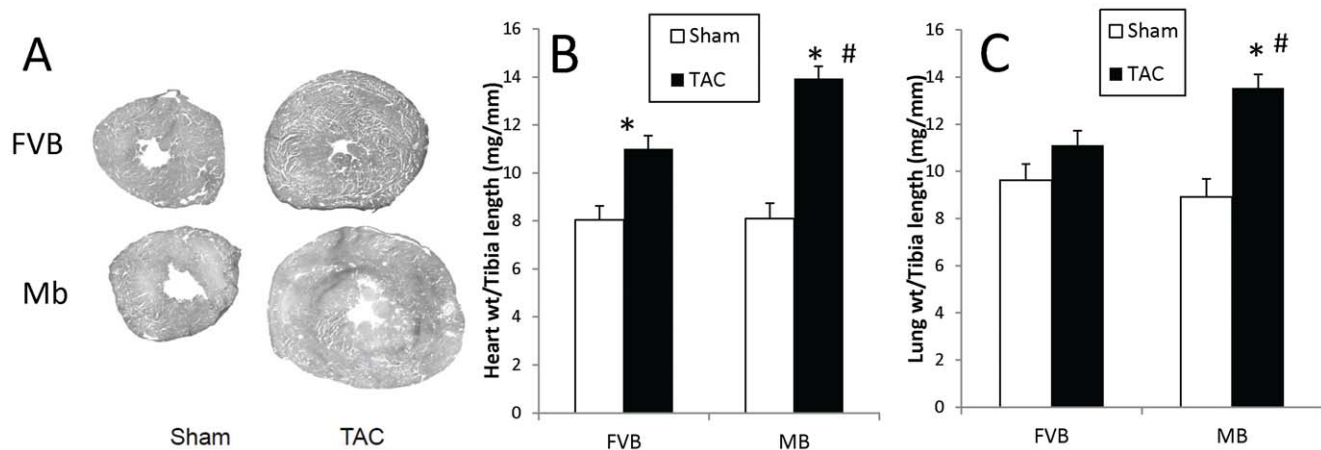 A
FVB
Mb
Sham
TAC
B
Sham
TAC
Heart wt/Tibia length (mg/mm)
16
14
12
10
8
6
4
2
0
*
* #
FVB
MB
C
Sham
TAC
Lung wt/Tibia length (mg/mm)
16
14
12
10
8
6
4
2
0
* #
FVB
MB